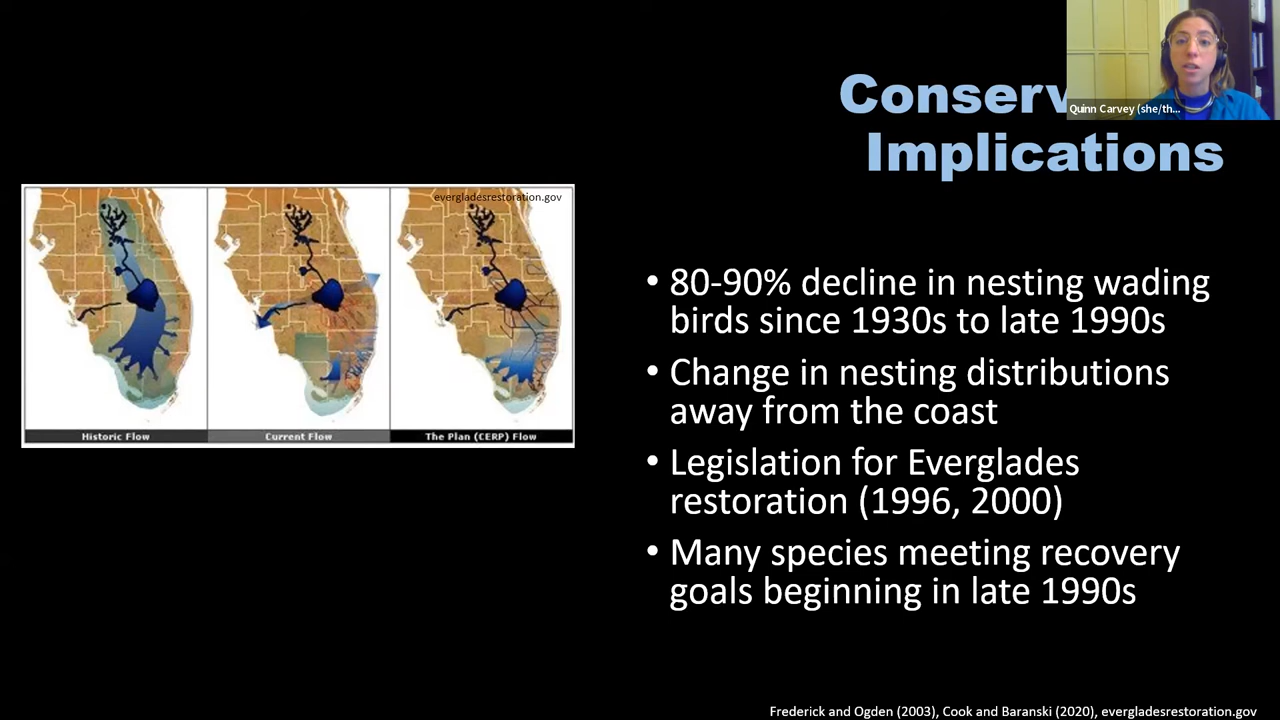 Conserv
Implications
Quinn Carvey (she/th...
evergladesrestoration.gov
Historic Flow
Current Flow
The Plan (CERP) Flow
• 80-90% decline in nesting wading
birds since 1930s to late 1990s
• Change in nesting distributions
away from the coast
• Legislation for Everglades
restoration (1996, 2000)
• Many species meeting recovery
goals beginning in late 1990s
Frederick and Ogden (2003), Cook and Baranski (2020), evergladesrestoration.gov